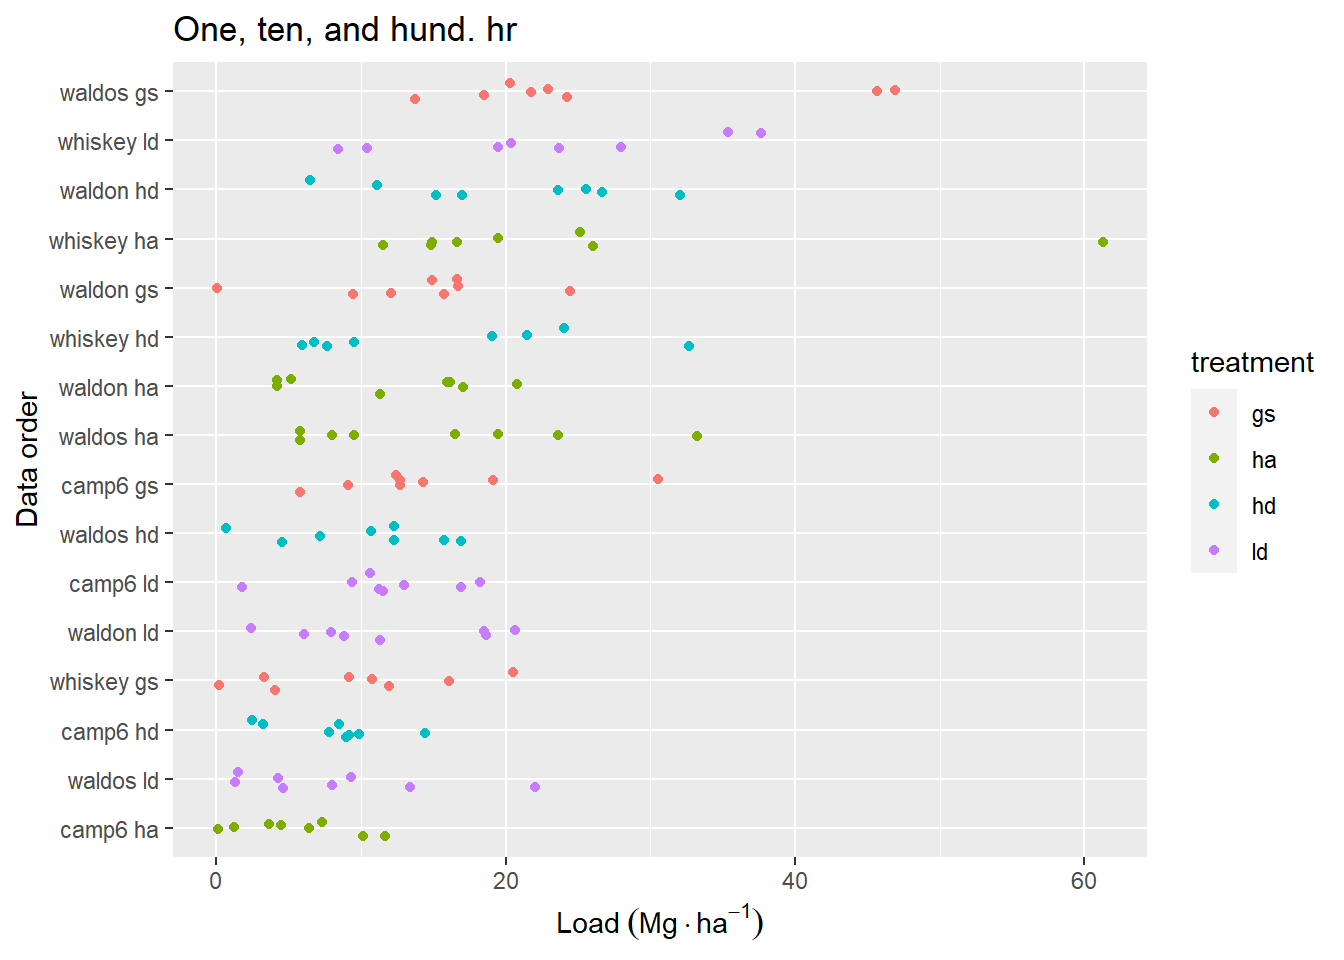 One, ten, and hund. hr
Data order
waldos gs
whiskey ld
waldon hd
whiskey ha
waldon gs
whiskey hd
waldon ha
waldos ha
camp6 gs
waldos hd
camp6 ld
waldon ld
whiskey gs
camp6 hd
waldos ld
camp6 ha
0 20 40 60
Load (Mg · ha⁻¹)
treatment
gs
ha
hd
ld